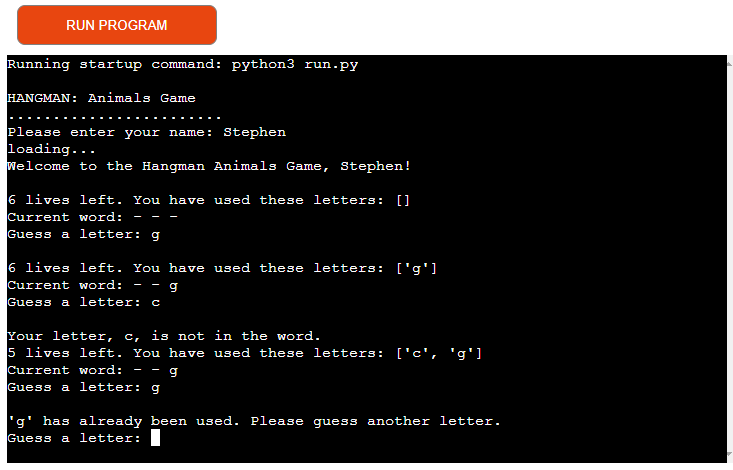 RUN PROGRAM
Running startup command: python3 run.py
HANGMAN: Animals Game
........................
Please enter your name: Stephen
loading...
Welcome to the Hangman Animals Game, Stephen!
6 lives left. You have used these letters: []
Current word: - - -
Guess a letter: g
6 lives left. You have used these letters: ['g']
Current word: - - g
Guess a letter: c
Your letter, c, is not in the word.
5 lives left. You have used these letters: ['c', 'g']
Current word: - - g
Guess a letter: g
'g' has already been used. Please guess another letter.
Guess a letter: